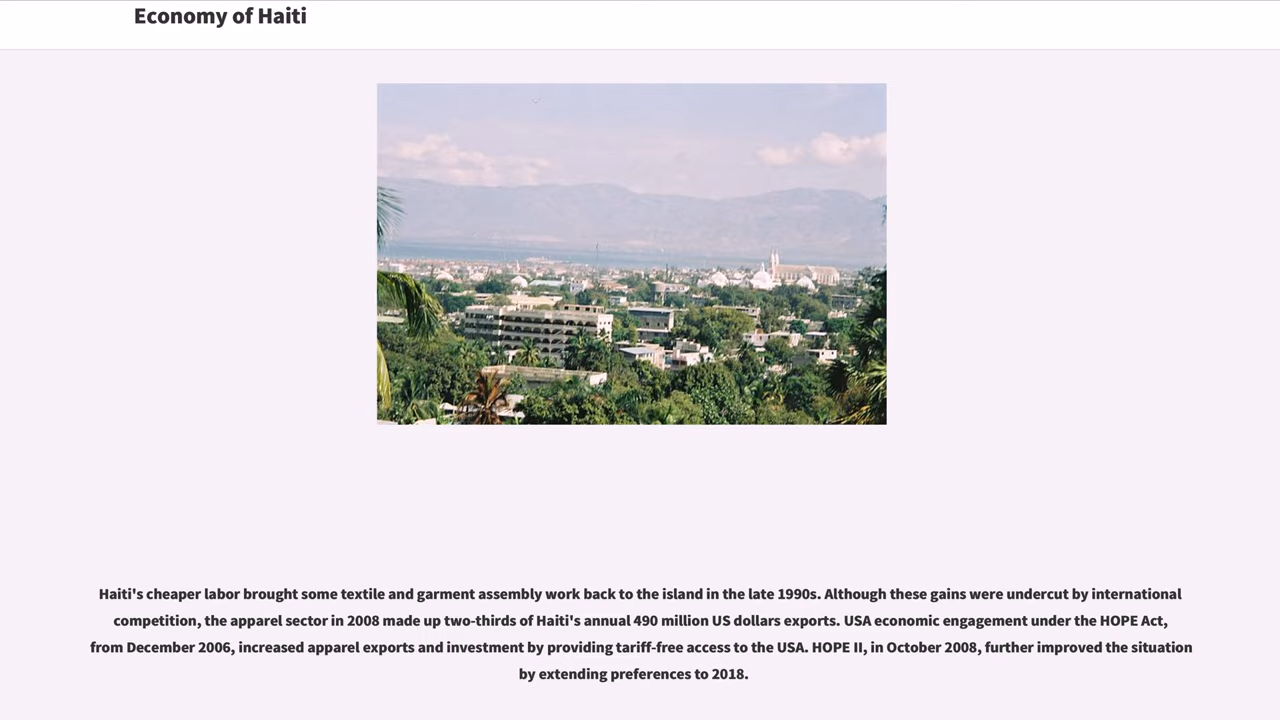 Economy of Haiti
Haiti's cheaper labor brought some textile and garment assembly work back to the island in the late 1990s. Although these gains were undercut by international
competition, the apparel sector in 2008 made up two-thirds of Haiti's annual 490 million US dollars exports. USA economic engagement under the HOPE Act,
from December 2006, increased apparel exports and investment by providing tariff-free access to the USA. HOPE II, in October 2008, further improved the situation
by extending preferences to 2018.